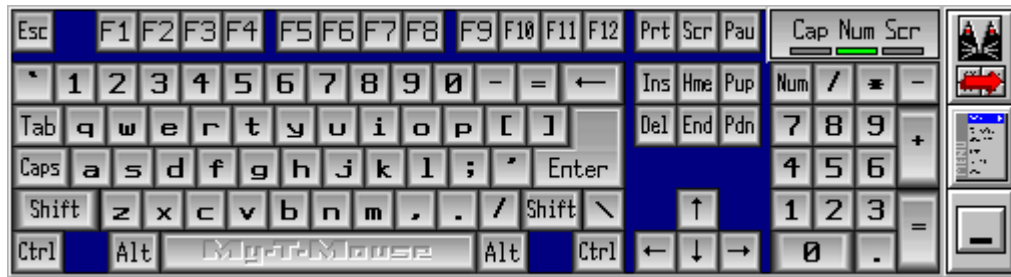 Esc F1 F2 F3 F4 F5 F6 F7 F8 F9 F10 F11 F12 Prt Scr Pau Cap Num Scr
` 1 2 3 4 5 6 7 8 9 0 - = ← Ins Hme Pup Num / * -
Tab q w e r t y u i o p [ ] Del End Pdn 7 8 9 +
Caps a s d f g h j k l ; ' Enter 4 5 6
Shift z x c v b n m , . / Shift \ ↑ 1 2 3 =
Ctrl Alt My-T-Mouse Alt Ctrl ← ↓ → 0 .
MENU